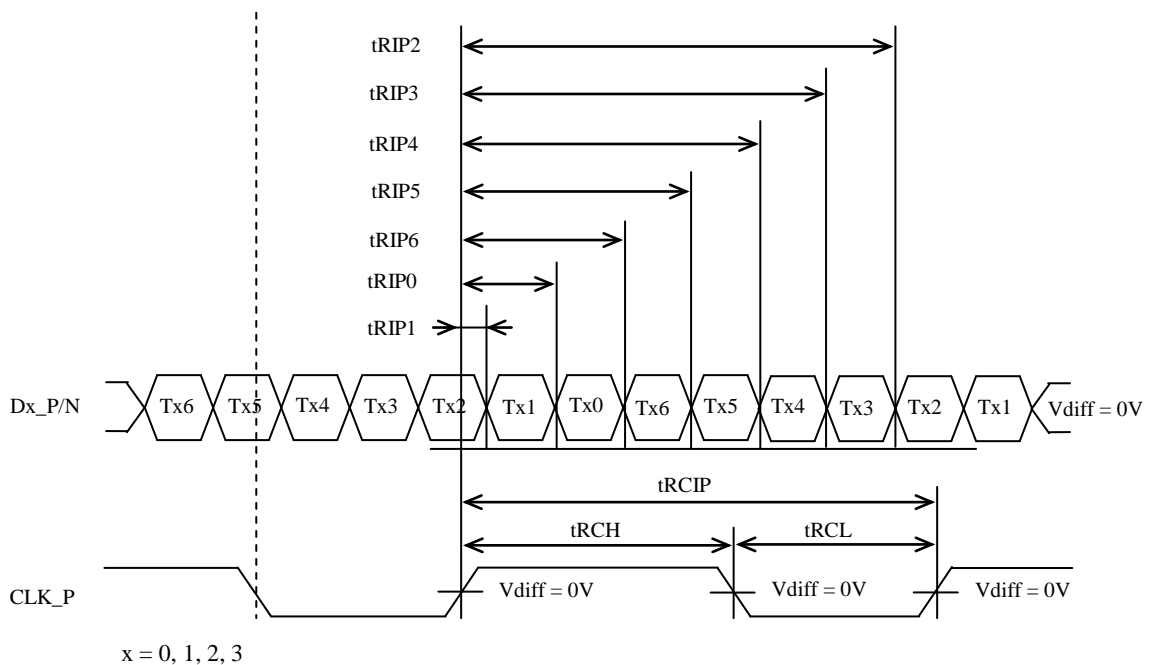 tRIP2
tRIP3
tRIP4
tRIP5
tRIP6
tRIP0
tRIP1
Dx_P/N Tx6 Tx5 Tx4 Tx3 Tx2 Tx1 Tx0 Tx6 Tx5 Tx4 Tx3 Tx2 Tx1 Vdiff = 0V
tRCIP
tRCH tRCL
CLK_P Vdiff = 0V Vdiff = 0V Vdiff = 0V
x = 0, 1, 2, 3